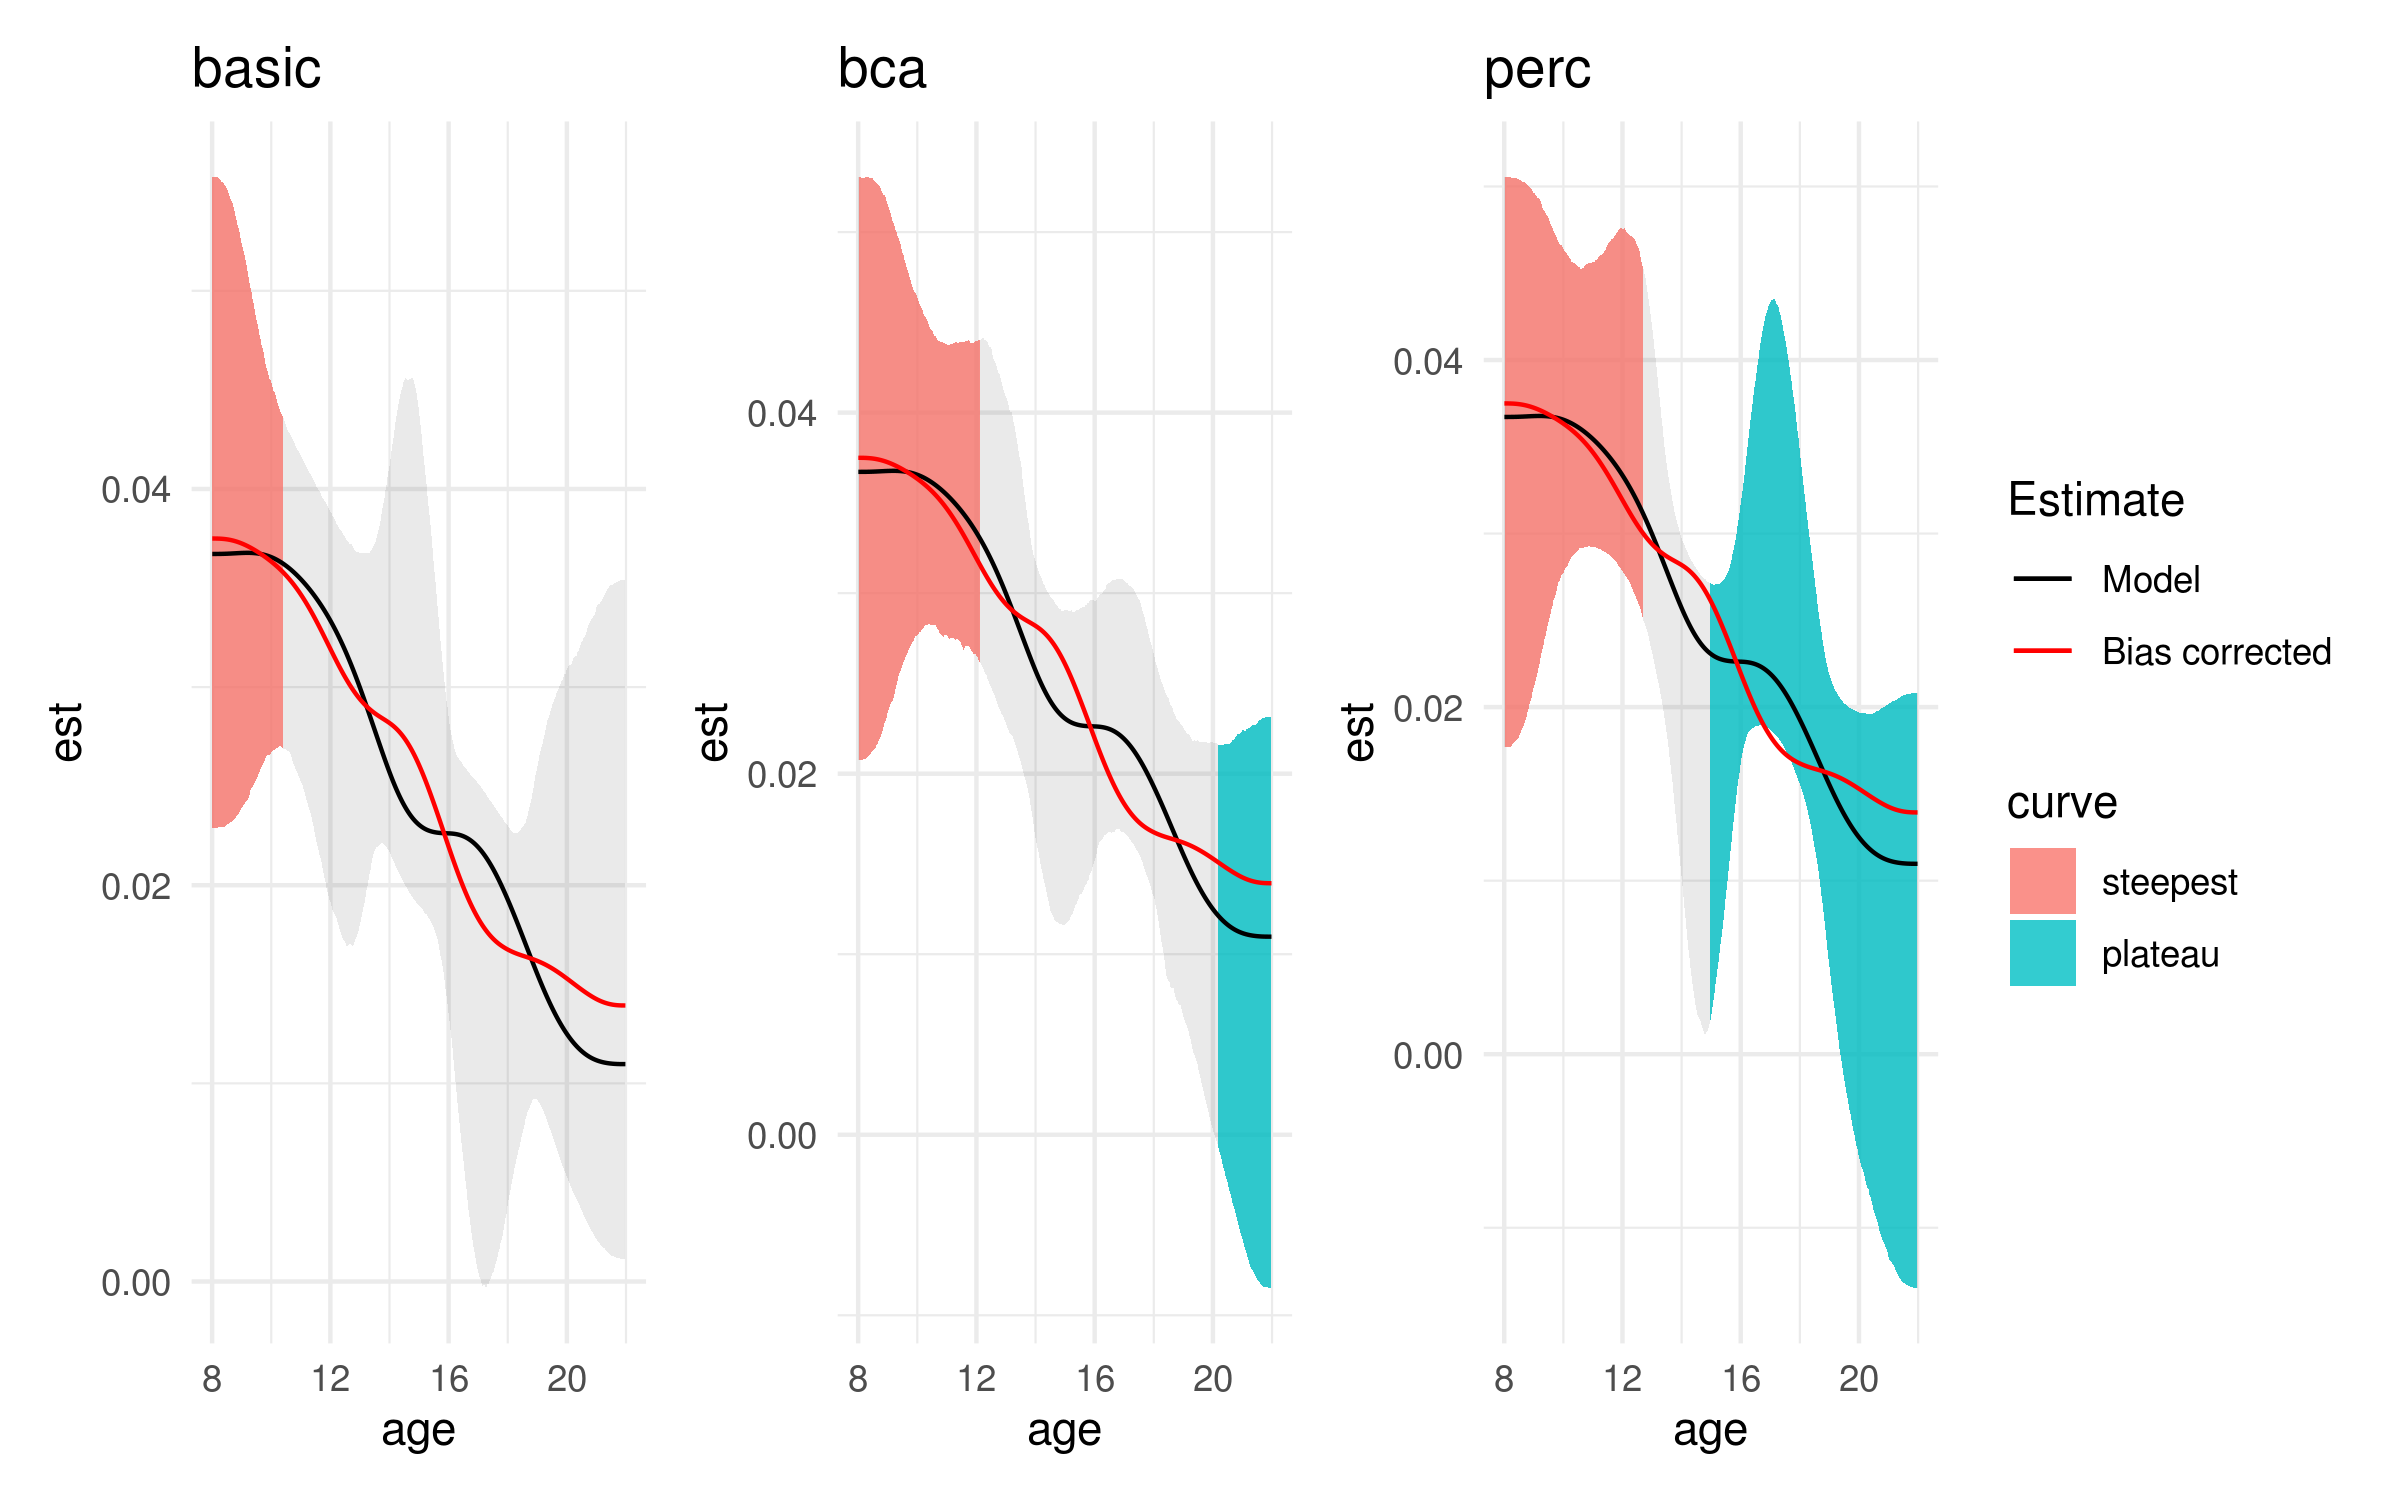 basic
est
0.04
0.02
0.00
8 12 16 20
age
bca
est
0.04
0.02
0.00
8 12 16 20
age
perc
est
0.04
0.02
0.00
8 12 16 20
age
Estimate
Model
Bias corrected
curve
steepest
plateau